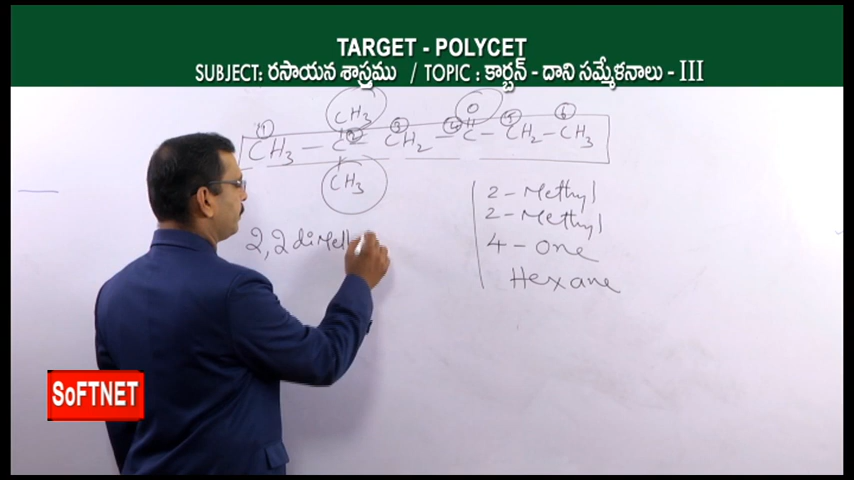 TARGET - POLYCET
SUBJECT: రసాయన శాస్త్రము / TOPIC : కార్బన్ - దాని సమ్మేళనాలు - III
CH3 O
1 2 3 4 5 6
CH3 - C - CH2 - C - CH2 - CH3
CH3
2,2 dimeth
2 - Methyl
2 - Methyl
4 - One
Hexane
SoFTNET